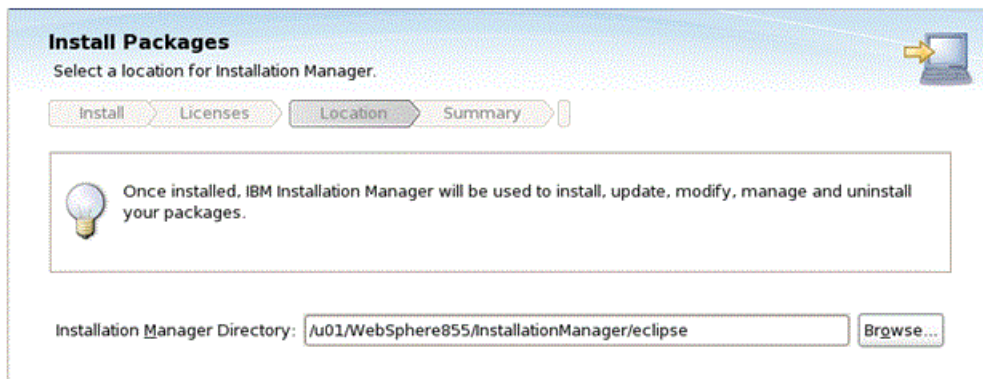 Install Packages
Select a location for Installation Manager.
Install
Licenses
Location
Summary
Once installed, IBM Installation Manager will be used to install, update, modify, manage and uninstall
your packages.
Installation Manager Directory: /u01/WebSphere855/InstallationManager/eclipse Browse...